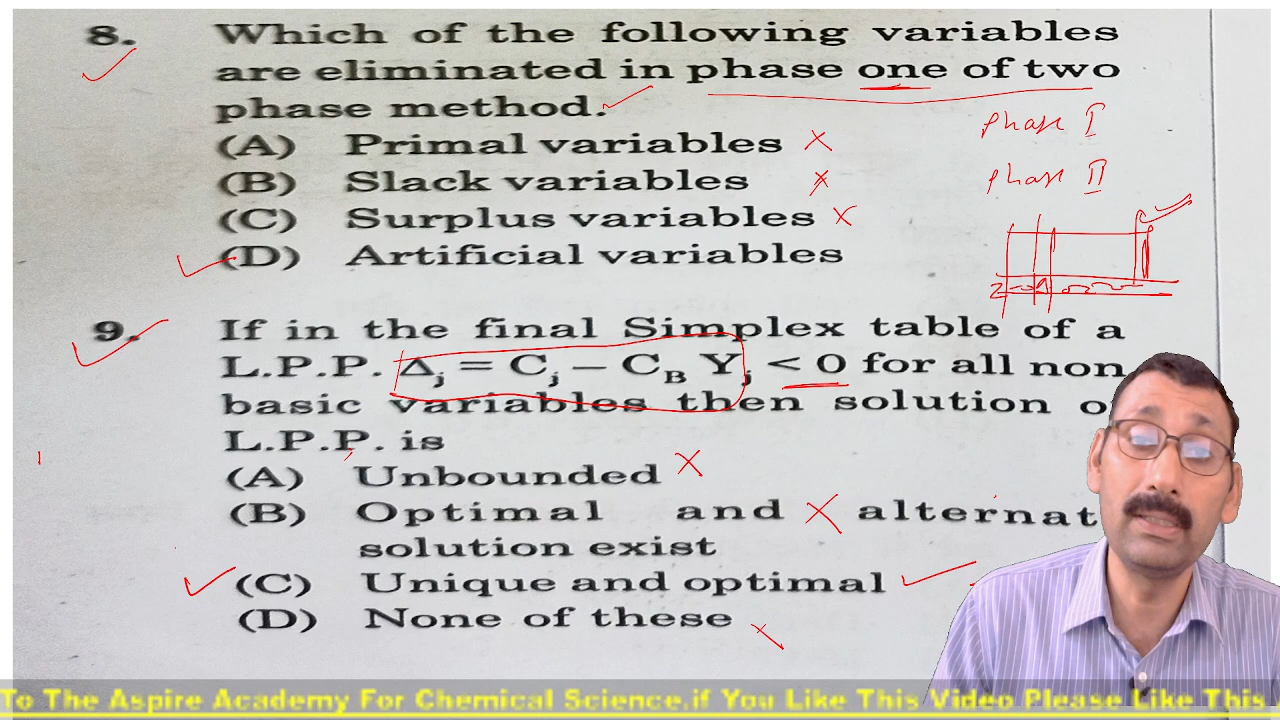 8. Which of the following variables
are eliminated in phase one of two
phase method.
(A) Primal variables
(B) Slack variables
(C) Surplus variables
(D) Artificial variables
phase I
phase II
9. If in the final Simplex table of a
L.P.P. Δj = Cj – CB Yj < 0 for all non
basic variables then solution o
L.P.P. is
(A) Unbounded
(B) Optimal and alternat
solution exist
(C) Unique and optimal
(D) None of these
To The Aspire Academy For Chemical Science.if You Like This Video Please Like This